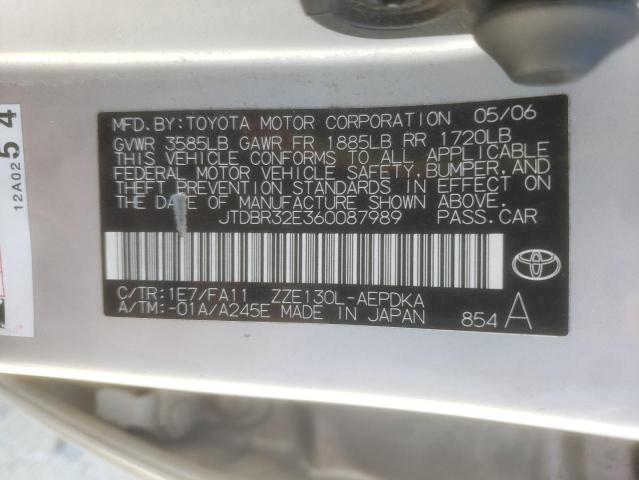 MFD.BY:TOYOTA MOTOR CORPORATION 05/06
GVWR 3585LB GAWR FR 1885LB RR 1720LB
THIS VEHICLE CONFORMS TO ALL APPLICABLE
FEDERAL MOTOR VEHICLE SAFETY,BUMPER,AND
THEFT PREVENTION STANDARDS IN EFFECT ON
THE DATE OF MANUFACTURE SHOWN ABOVE.
JTDBR32E360087989 PASS.CAR
C/TR:1E7/FA11 ZZE130L-AEPDKA
A/TM:-01A/A245E MADE IN JAPAN 854 A
12A02 54